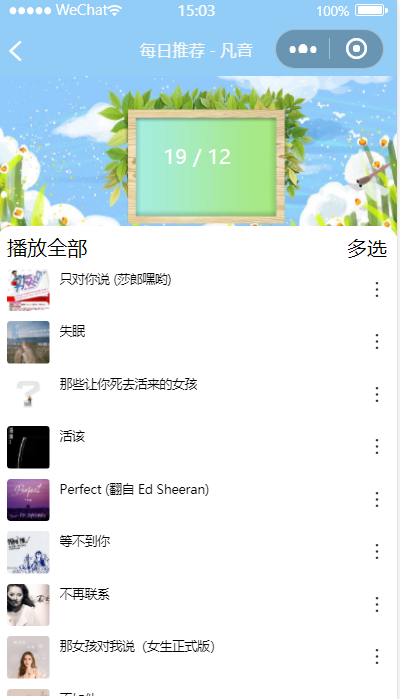 WeChat 15:03 100%
每日推荐 - 凡音
19 / 12
播放全部 多选
只对你说 (莎郎嘿哟)
失眠
那些让你死去活来的女孩
活该
Perfect (翻自 Ed Sheeran)
Perfect
等不到你
不再联系
那女孩对我说（女生正式版）